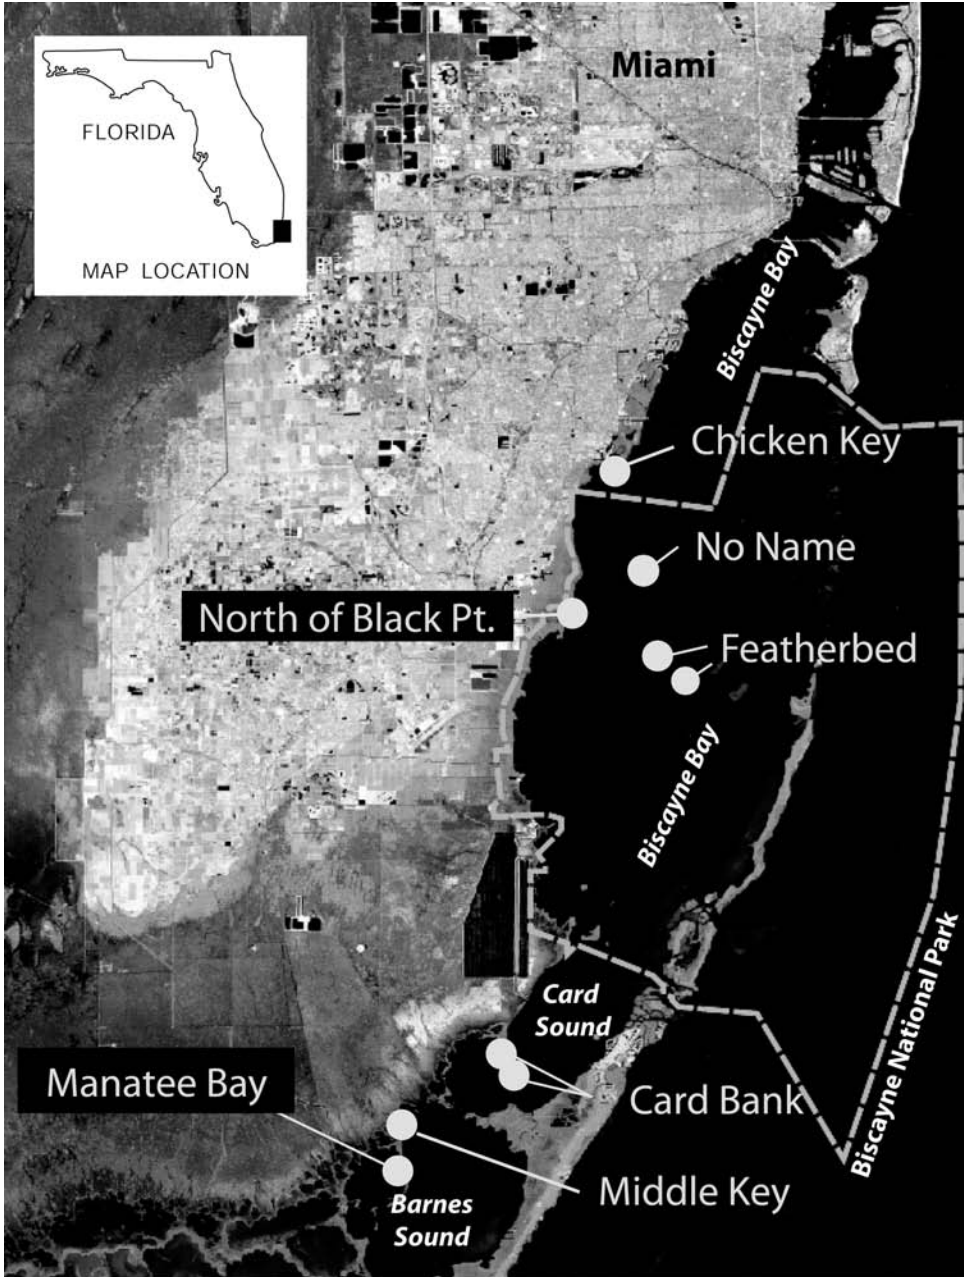 Miami
FLORIDA
MAP LOCATION
Biscayne Bay
Chicken Key
No Name
North of Black Pt.
Featherbed
Biscayne Bay
Biscayne National Park
Card
Sound
Manatee Bay
Card Bank
Middle Key
Barnes
Sound